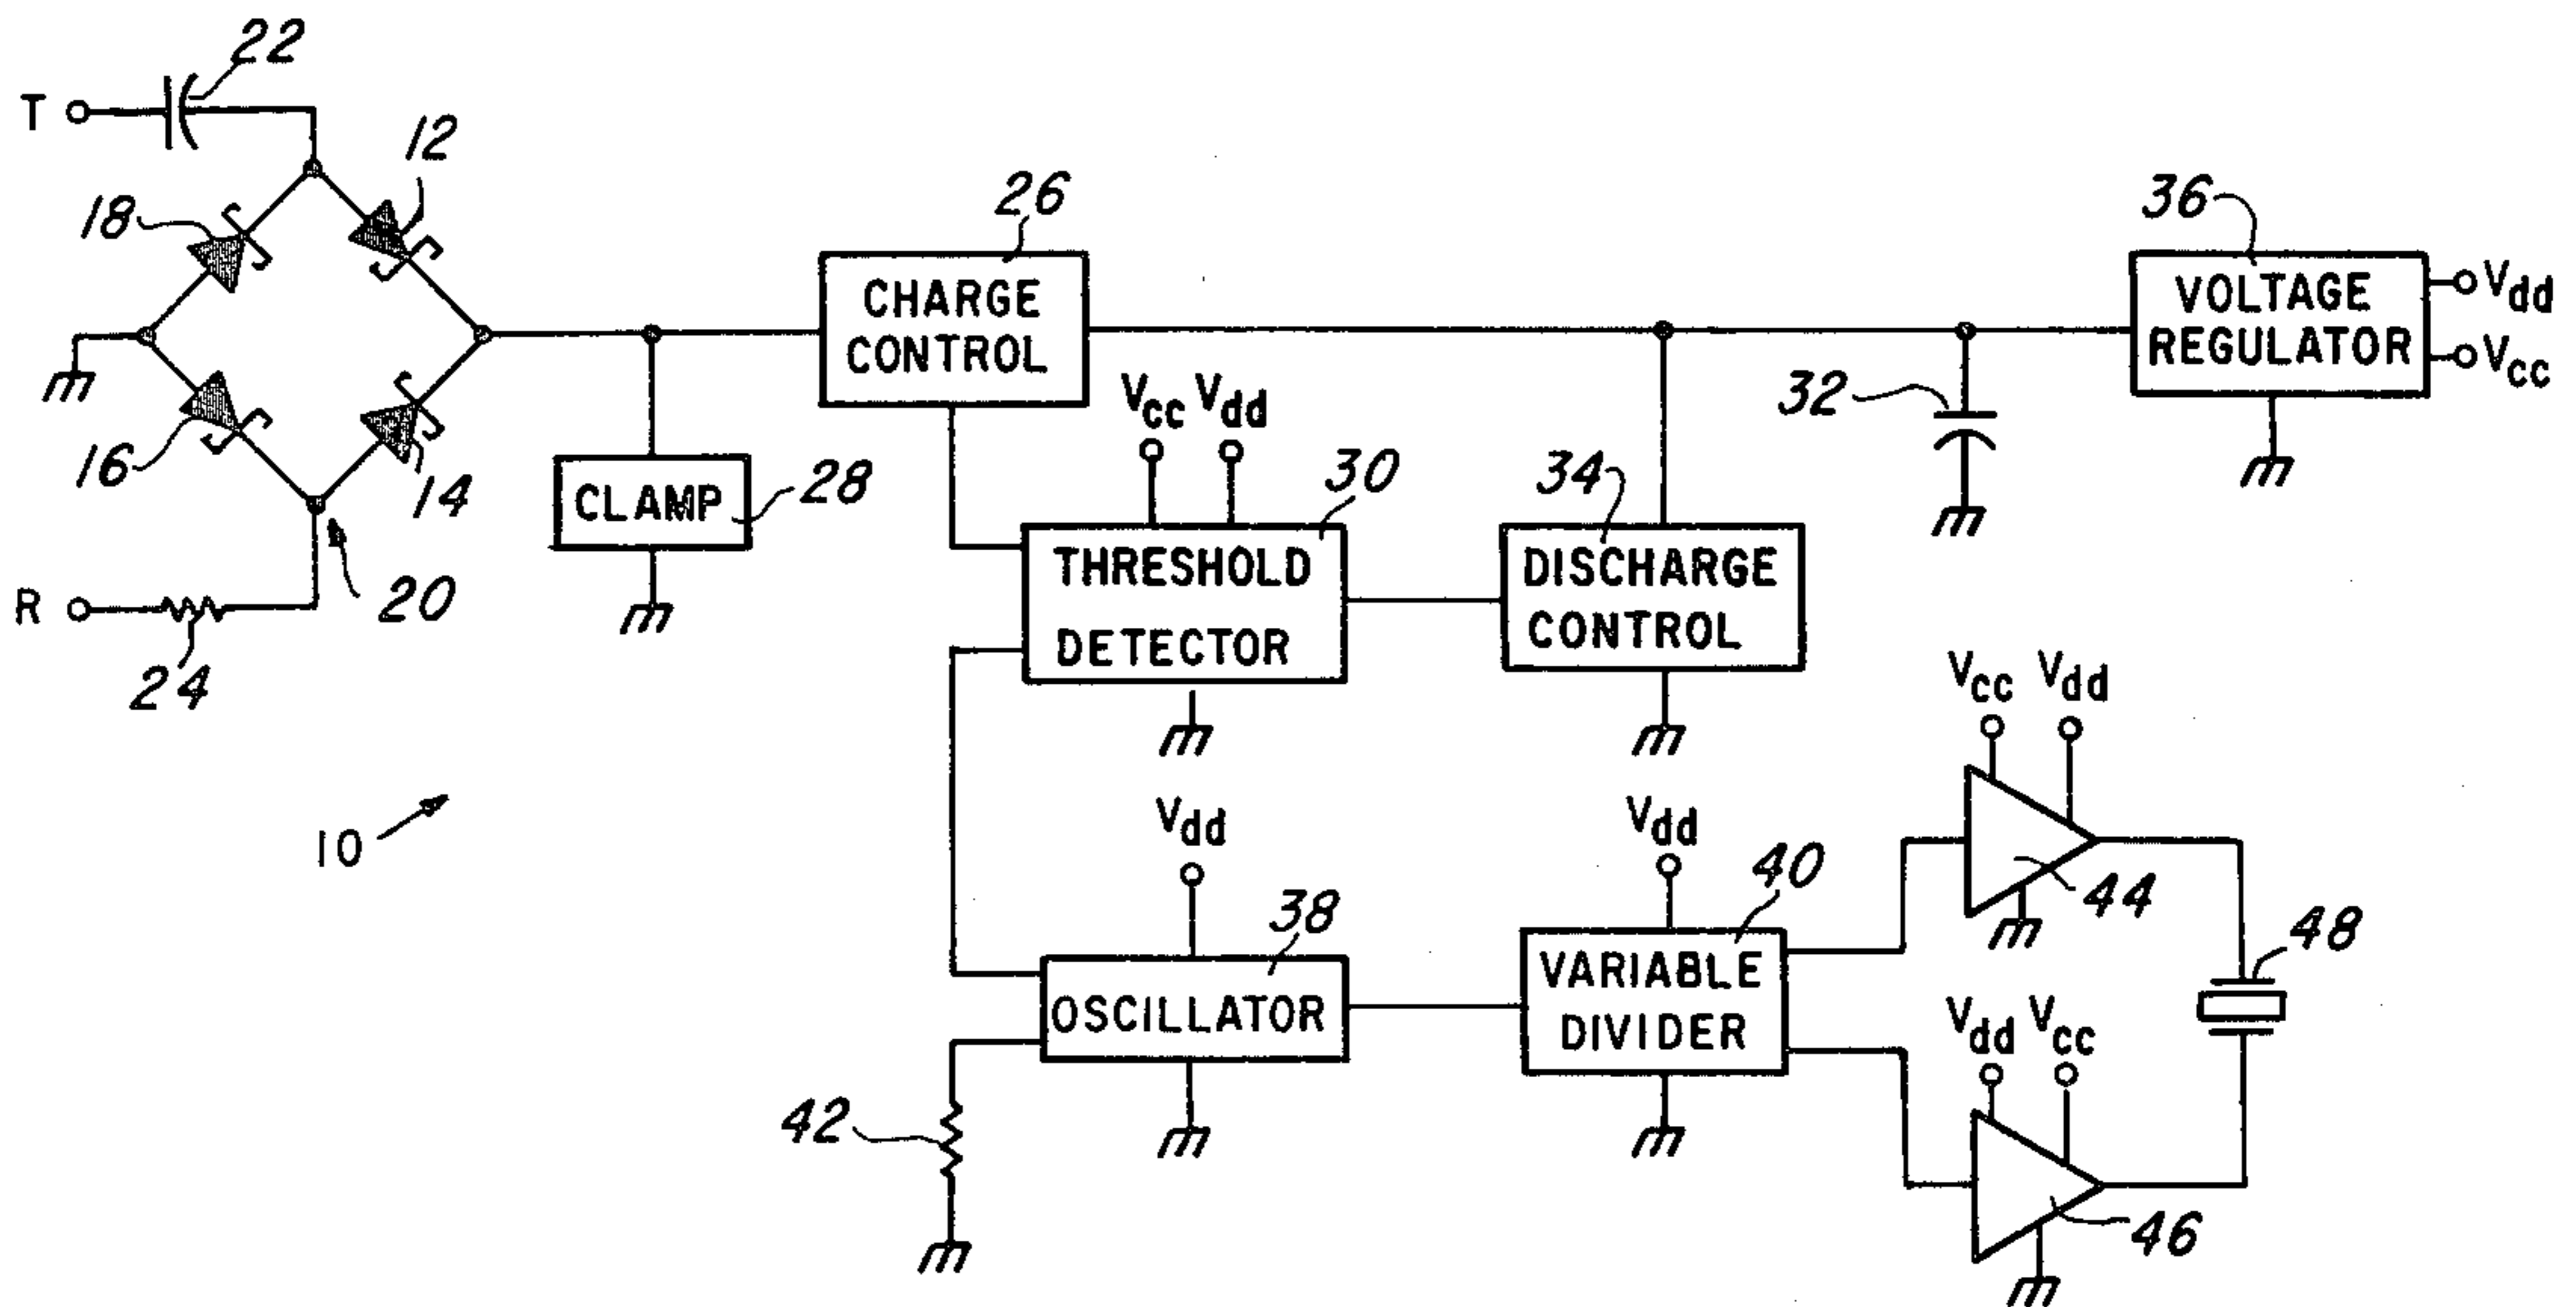 22
T
12
18
26
36
CHARGE
CONTROL
VOLTAGE
REGULATOR
Vdd
Vcc
32
Vcc Vdd
16
14
CLAMP
28
30
34
THRESHOLD
DETECTOR
DISCHARGE
CONTROL
R
20
24
Vcc Vdd
10
Vdd
Vdd
40
44
38
48
OSCILLATOR
VARIABLE
DIVIDER
Vdd Vcc
42
46